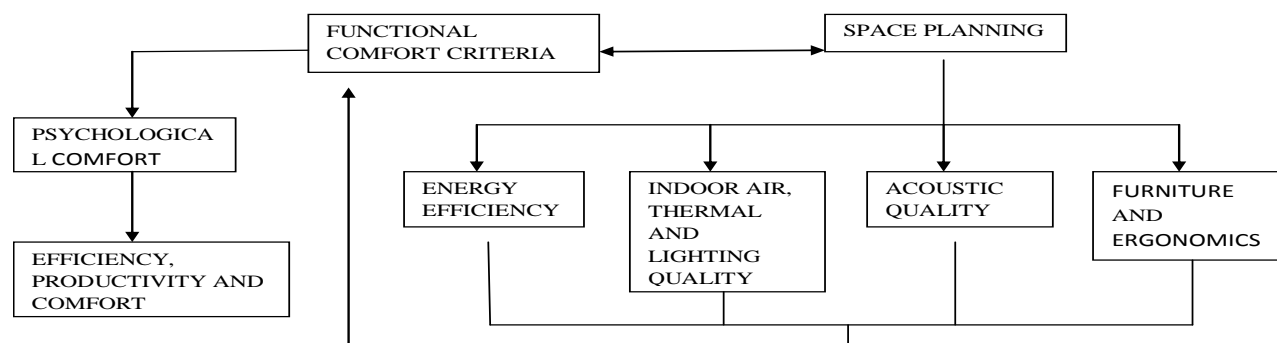 FUNCTIONAL
COMFORT CRITERIA
SPACE PLANNING
PSYCHOLOGICA
L COMFORT
ENERGY
EFFICIENCY
INDOOR AIR,
THERMAL
AND
LIGHTING
QUALITY
ACOUSTIC
QUALITY
FURNITURE
AND
ERGONOMICS
EFFICIENCY,
PRODUCTIVITY AND
COMFORT